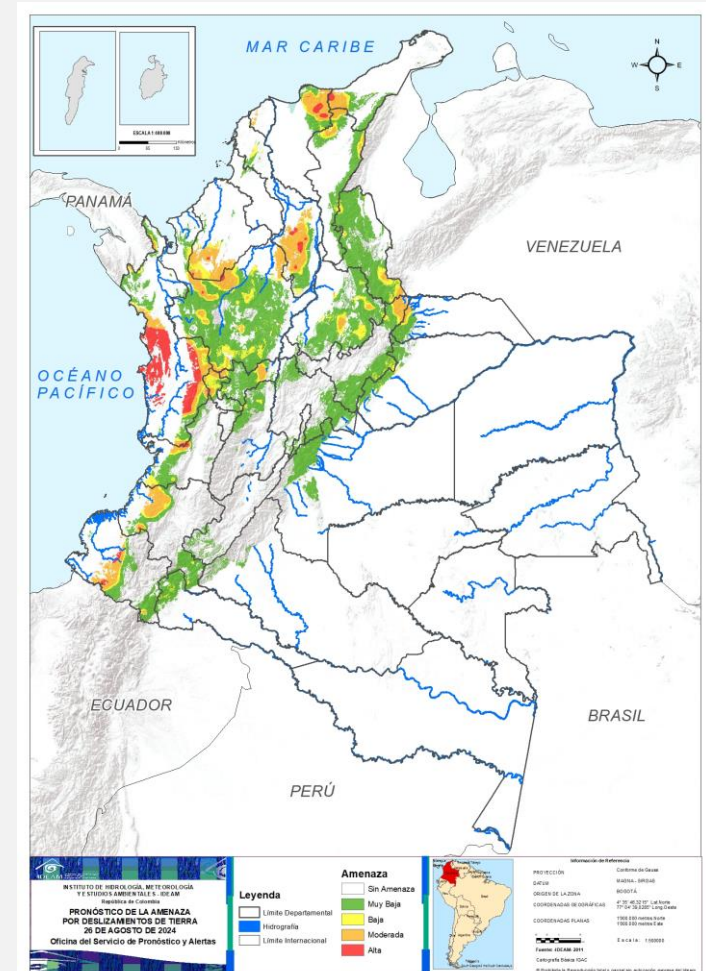 MAR CARIBE
N
W
E
S
PANAMÁ
VENEZUELA
OCÉANO
PACÍFICO
ECUADOR
BRASIL
PERÚ
IDEAM
INSTITUTO DE HIDROLOGÍA, METEOROLOGÍA
Y ESTUDIOS AMBIENTALES - IDEAM
República de Colombia
PRONÓSTICO DE LA AMENAZA
POR DESLIZAMIENTOS DE TIERRA
26 DE AGOSTO DE 2024
Oficina del Servicio de Pronóstico y Alertas
Leyenda
Límite Departamental
Hidrografía
Límite Internacional
Amenaza
Sin Amenaza
Muy Baja
Baja
Moderada
Alta
Información de Referencia
PROYECCIÓN
Conforme de Gauss
DATUM
ORIGEN DE LA ZONA
BOGOTÁ
COORDENADAS GEOGRÁFICAS
COORDENADAS PLANAS
Fuente: IDEAM 2011
Cartografía Básica IGAC